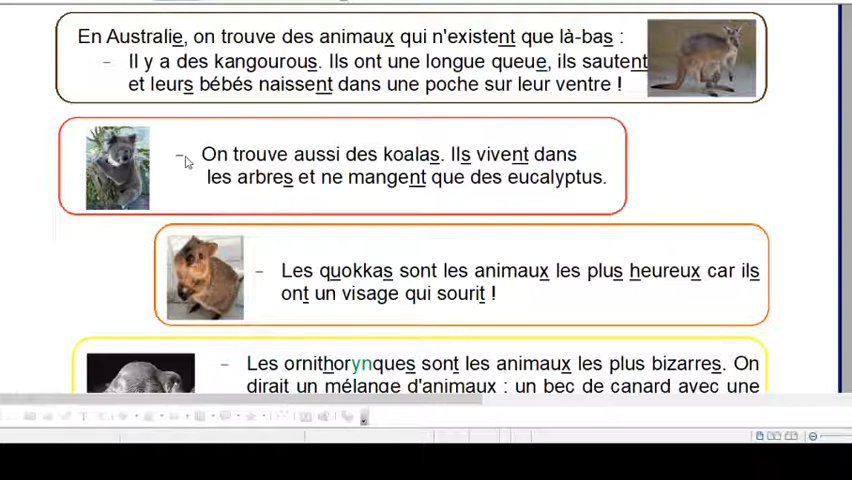 En Australie, on trouve des animaux qui n'existent que là-bas :
– Il y a des kangourous. Ils ont une longue queue, ils sautent
et leurs bébés naissent dans une poche sur leur ventre !
– On trouve aussi des koalas. Ils vivent dans
les arbres et ne mangent que des eucalyptus.
– Les quokkas sont les animaux les plus heureux car ils
ont un visage qui sourit !
– Les ornithorynques sont les animaux les plus bizarres. On
dirait un mélange d'animaux : un bec de canard avec une